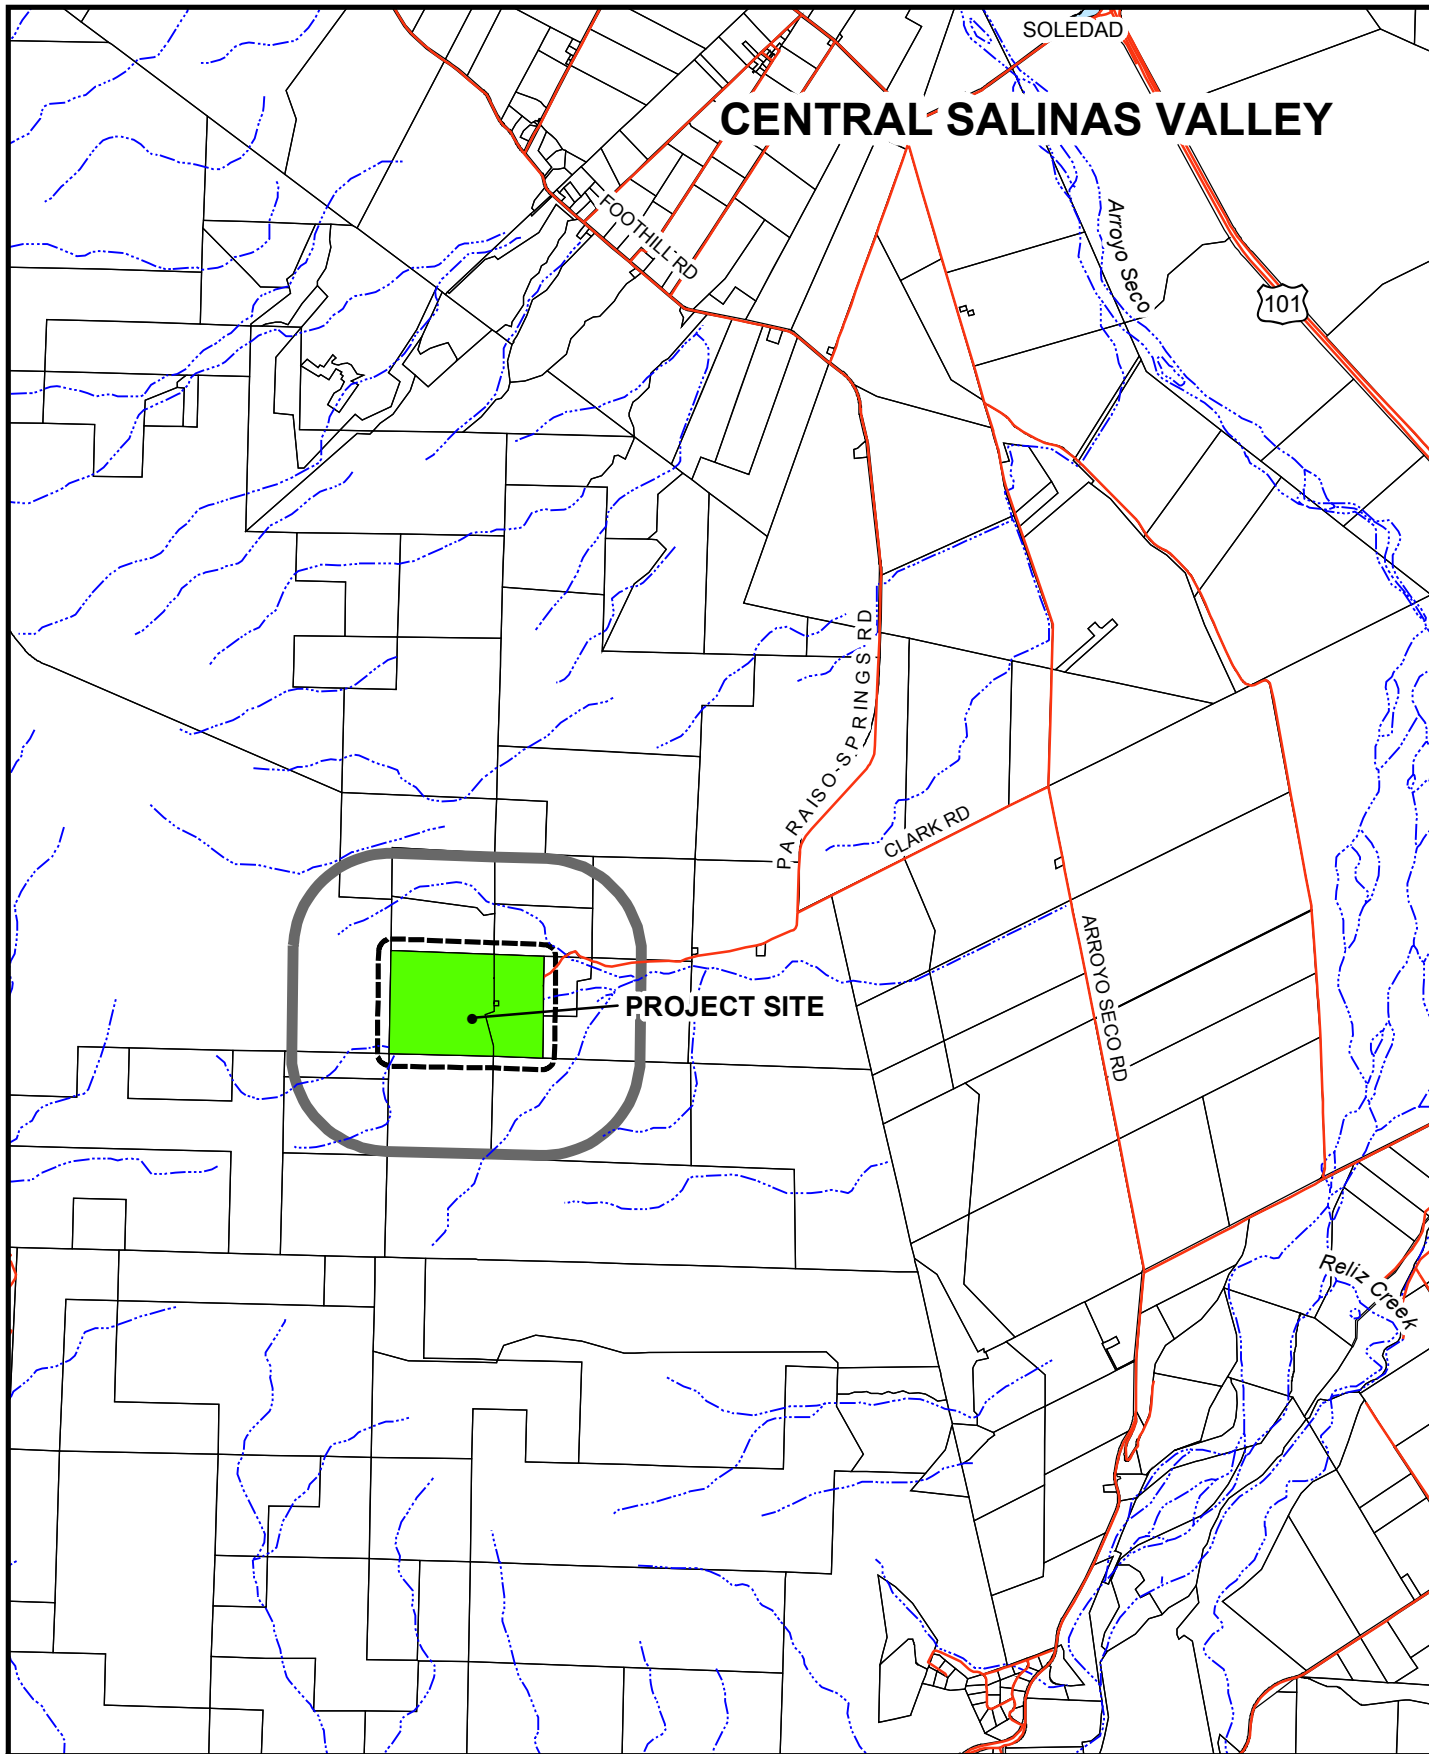 SOLEDAD
CENTRAL SALINAS VALLEY
FOOTHILL RD
Arroyo Seco
101
PARAISO SPRINGS RD
CLARK RD
ARROYO SECO RD
PROJECT SITE
Reliz Creek